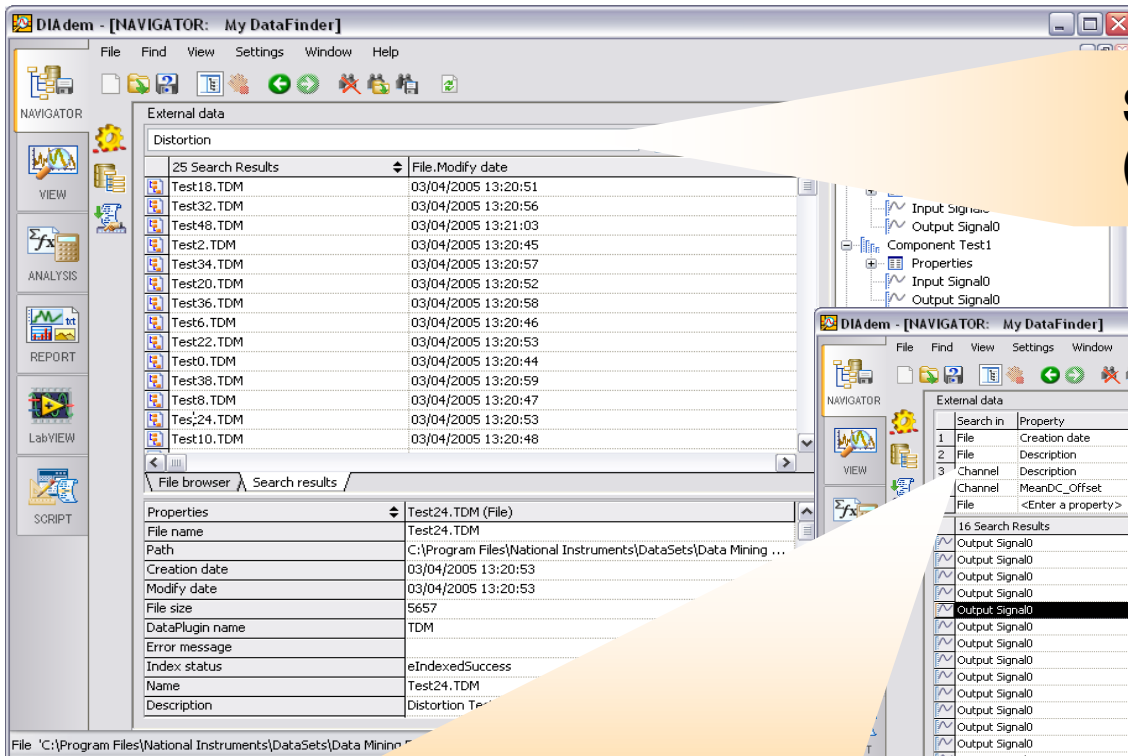 DIAdem - [NAVIGATOR: My DataFinder]
File Find View Settings Window Help
NAVIGATOR
VIEW
ANALYSIS
REPORT
LabVIEW
SCRIPT
External data
Distortion
25 Search Results File.Modify date
Test18.TDM 03/04/2005 13:20:51
Test32.TDM 03/04/2005 13:20:56
Test48.TDM 03/04/2005 13:21:03
Test2.TDM 03/04/2005 13:20:45
Test34.TDM 03/04/2005 13:20:57
Test20.TDM 03/04/2005 13:20:52
Test36.TDM 03/04/2005 13:20:58
Test6.TDM 03/04/2005 13:20:46
Test22.TDM 03/04/2005 13:20:53
Test0.TDM 03/04/2005 13:20:44
Test38.TDM 03/04/2005 13:20:59
Test8.TDM 03/04/2005 13:20:47
Test24.TDM 03/04/2005 13:20:53
Test10.TDM 03/04/2005 13:20:48
File browser Search results
Properties Test24.TDM (File)
File name Test24.TDM
Path C:\Program Files\National Instruments\DataSets\Data Mining ...
Creation date 03/04/2005 13:20:53
Modify date 03/04/2005 13:20:53
File size 5657
DataPlugin name TDM
Error message
Index status eIndexedSuccess
Name Test24.TDM
Description Distortion
File 'C:\Program Files\National Instruments\DataSets\Data Mining
Input
Output Signal0
Component Test1
Properties
Input Signal0
Output Signal0
DIAdem - [NAVIGATOR: My DataFinder]
File Find View Settings Window
NAVIGATOR
VIEW
External data
Search in Property
1 File Creation date
2 File Description
3 Channel Description
Channel MeanDC_Offset
File <Enter a property>
16 Search Results
Output Signal0
Output Signal0
Output Signal0
Output Signal0
Output Signal0
Output Signal0
Output Signal0
Output Signal0
Output Signal0
Output Signal0
Output Signal0
Output Signal0
Output Signal0